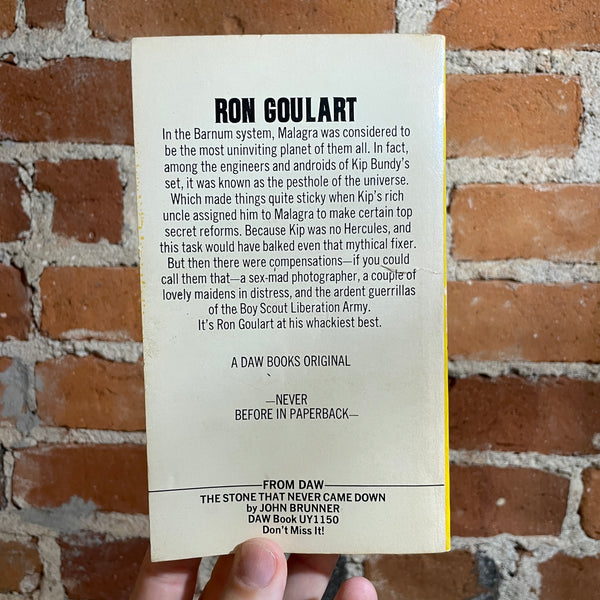 RON GOULART
In the Barnum system, Malagra was considered to
be the most uninviting planet of them all. In fact,
among the engineers and androids of Kip Bundy's
set, it was known as the pesthole of the universe.
Which made things quite sticky when Kip's rich
uncle assigned him to Malagra to make certain top
secret reforms. Because Kip was no Hercules, and
this task would have balked even that mythical fixer.
But then there were compensations—if you could
call them that—a sex-mad photographer, a couple of
lovely maidens in distress, and the ardent guerrillas
of the Boy Scout Liberation Army.
It's Ron Goulart at his whackiest best.
A DAW BOOKS ORIGINAL
—NEVER
BEFORE IN PAPERBACK—
FROM DAW
THE STONE THAT NEVER CAME DOWN
by JOHN BRUNNER
DAW Book UY1150
Don't Miss It!